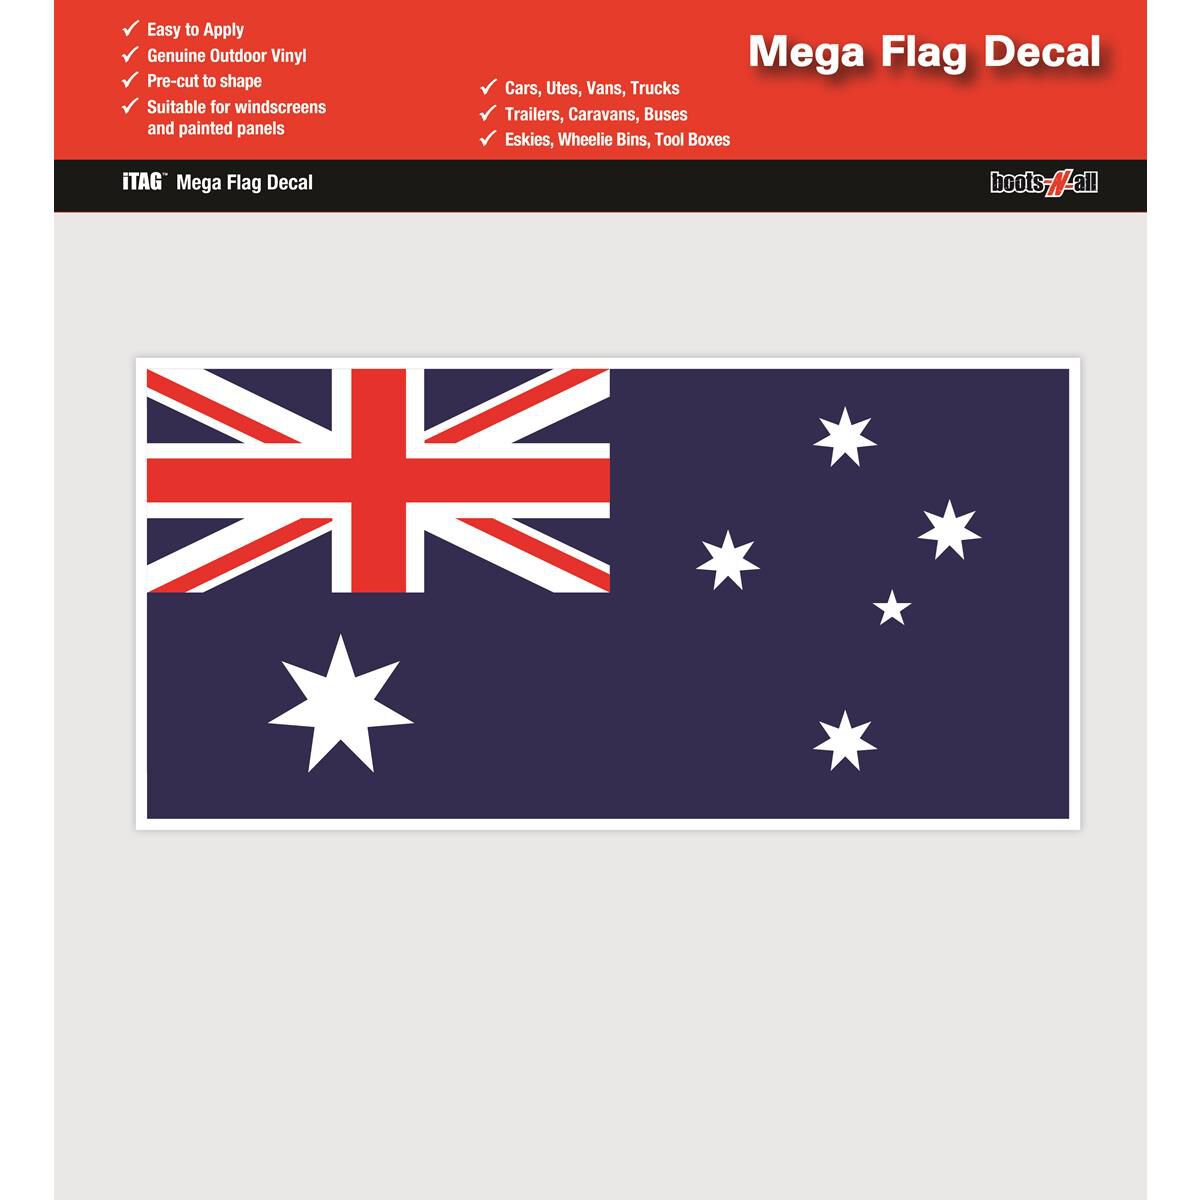 Easy to Apply
Genuine Outdoor Vinyl
Pre-cut to shape
Suitable for windscreens
and painted panels
Cars, Utes, Vans, Trucks
Trailers, Caravans, Buses
Eskies, Wheelie Bins, Tool Boxes
Mega Flag Decal
iTAG™ Mega Flag Decal
boots-N-all